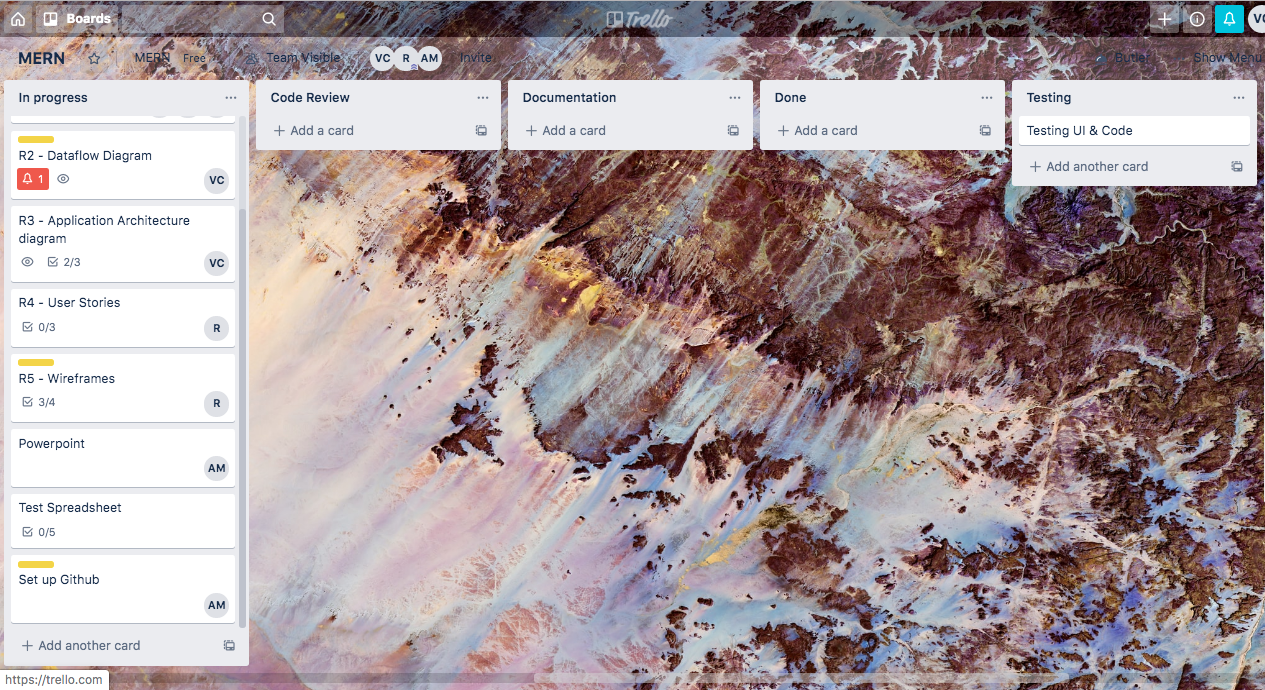 Boards
Trello
VC
MERN
MERN
Free
Team Visible
VC
R
AM
Invite
Butler
Show Menu
In progress
R2 - Dataflow Diagram
1
VC
R3 - Application Architecture
diagram
2/3
VC
R4 - User Stories
0/3
R
R5 - Wireframes
3/4
R
Powerpoint
AM
Test Spreadsheet
0/5
Set up Github
AM
+ Add another card
Code Review
+ Add a card
Documentation
+ Add a card
Done
+ Add a card
Testing
Testing UI & Code
+ Add another card
https://trello.com